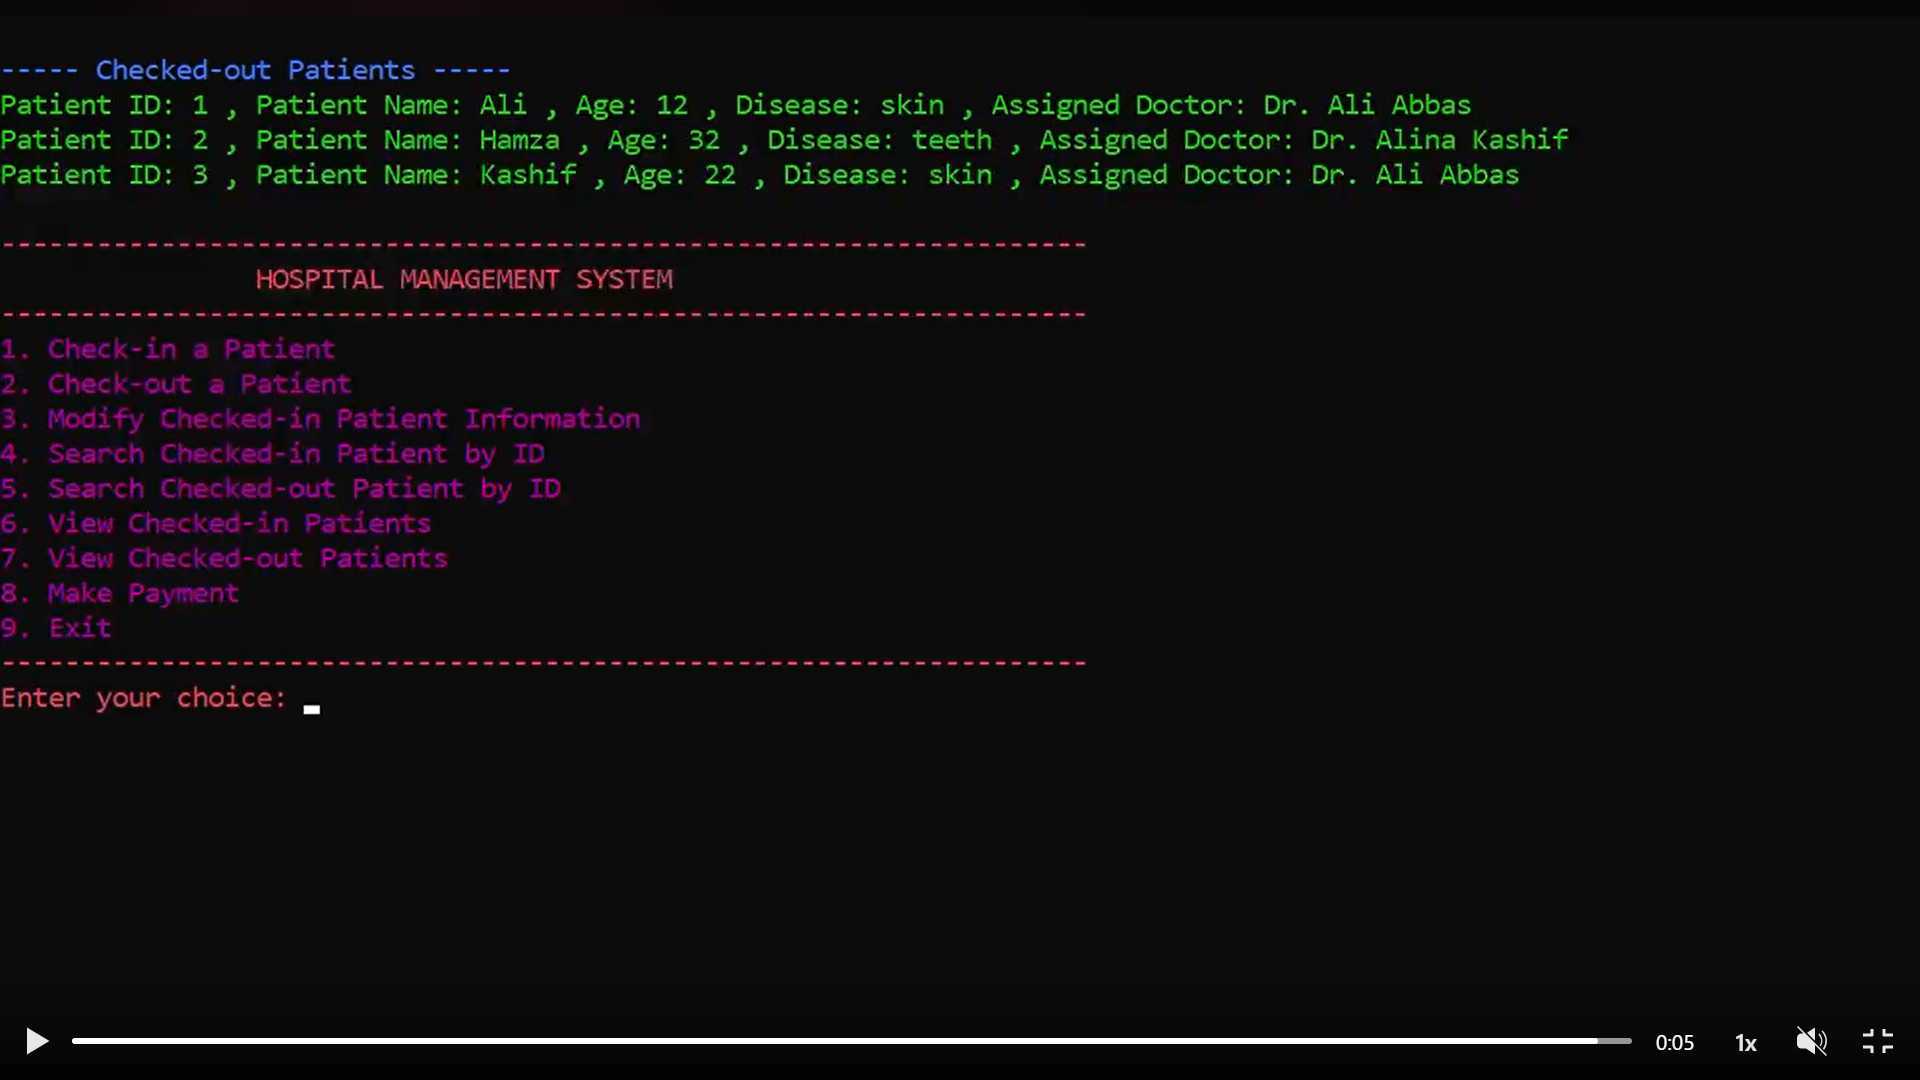 ----- Checked-out Patients -----
Patient ID: 1 , Patient Name: Ali , Age: 12 , Disease: skin , Assigned Doctor: Dr. Ali Abbas
Patient ID: 2 , Patient Name: Hamza , Age: 32 , Disease: teeth , Assigned Doctor: Dr. Alina Kashif
Patient ID: 3 , Patient Name: Kashif , Age: 22 , Disease: skin , Assigned Doctor: Dr. Ali Abbas
--------------------------------------------------------------------
HOSPITAL MANAGEMENT SYSTEM
--------------------------------------------------------------------
1. Check-in a Patient
2. Check-out a Patient
3. Modify Checked-in Patient Information
4. Search Checked-in Patient by ID
5. Search Checked-out Patient by ID
6. View Checked-in Patients
7. View Checked-out Patients
8. Make Payment
9. Exit
--------------------------------------------------------------------
Enter your choice:
0:05 1x